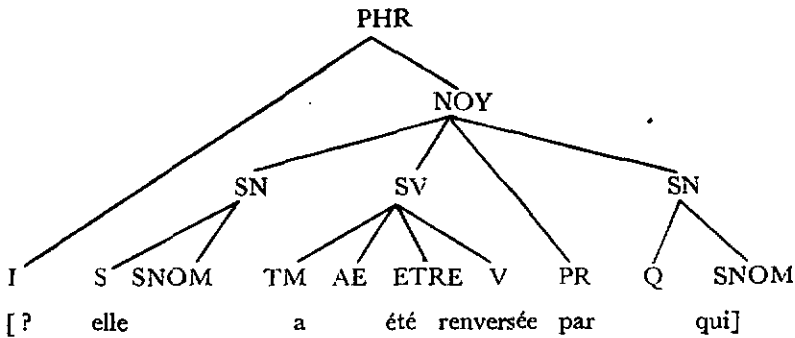 PHR
NOY
SN SV SN
I S SNOM TM AE ETRE V PR Q SNOM
[ ? elle a été renversée par qui]